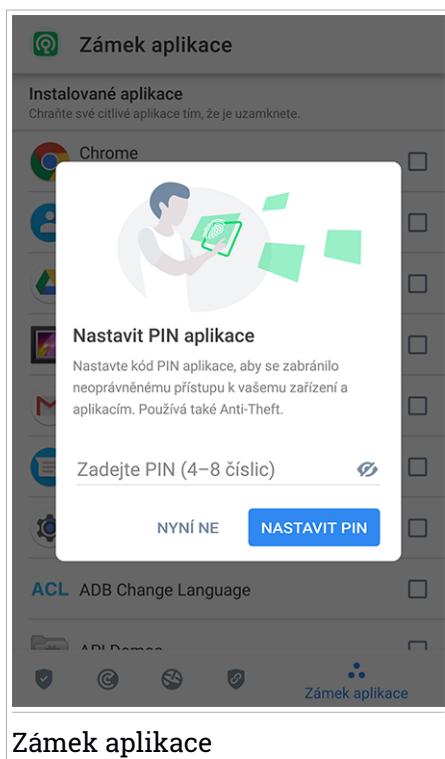 Zámek aplikace
Instalované aplikace
Chraňte své citlivé aplikace tím, že je uzamknete.
Chrome
Nastavit PIN aplikace
Nastavte kód PIN aplikace, aby se zabránilo
neoprávněnému přístupu k vašemu zařízení a
aplikacím. Používá také Anti-Theft.
Zadejte PIN (4–8 číslic)
NYNÍ NE
NASTAVIT PIN
ACL ADB Change Language
API Demos
Zámek aplikace
Zámek aplikace